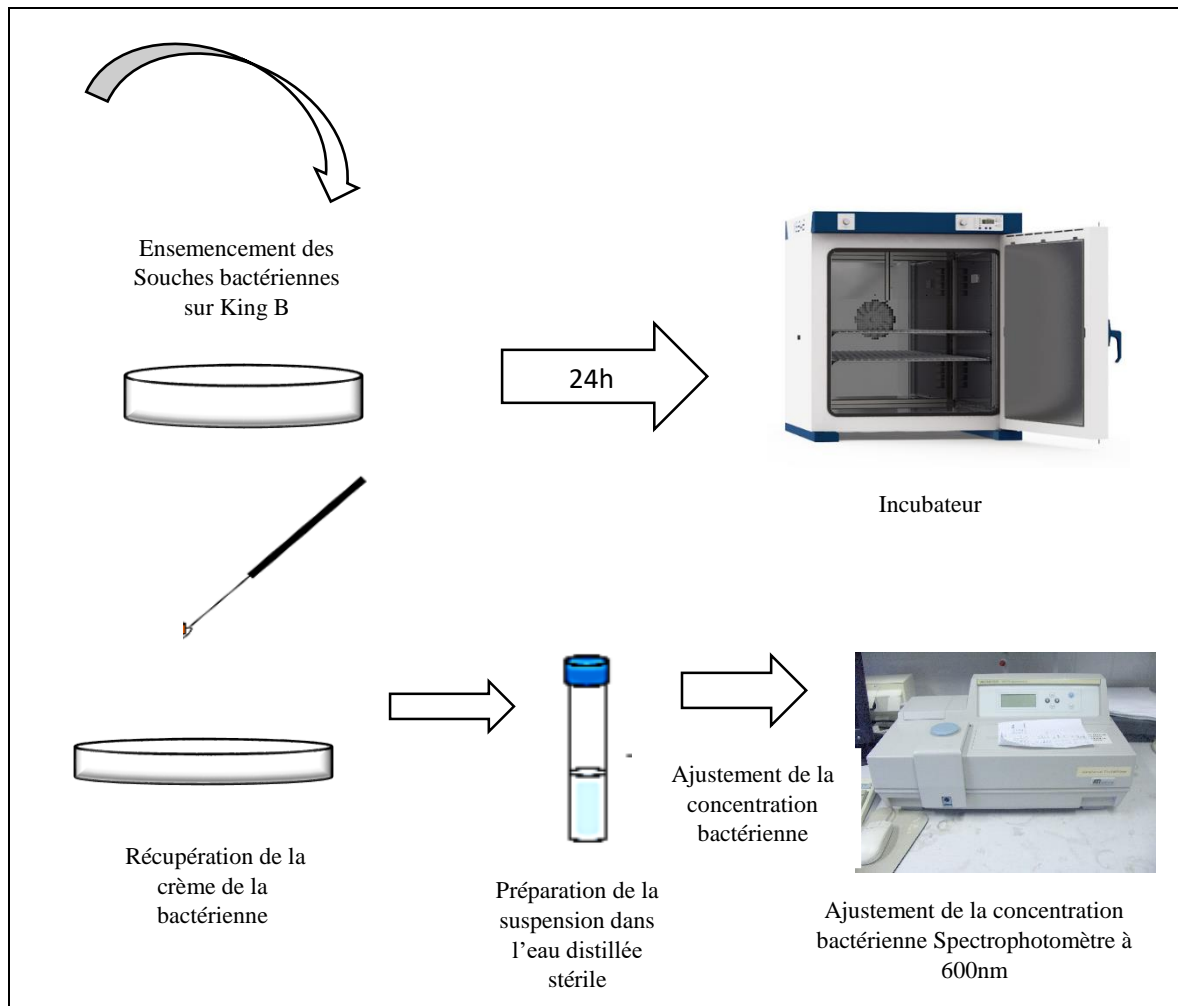 Ensemencement des
Souches bactériennes
sur King B
24h
Incubateur
Récupération de la
crème de la
bactérienne
Préparation de la
suspension dans
l’eau distillée
stérile
Ajustement de la
concentration
bactérienne
Ajustement de la concentration
bactérienne Spectrophotomètre à
600nm